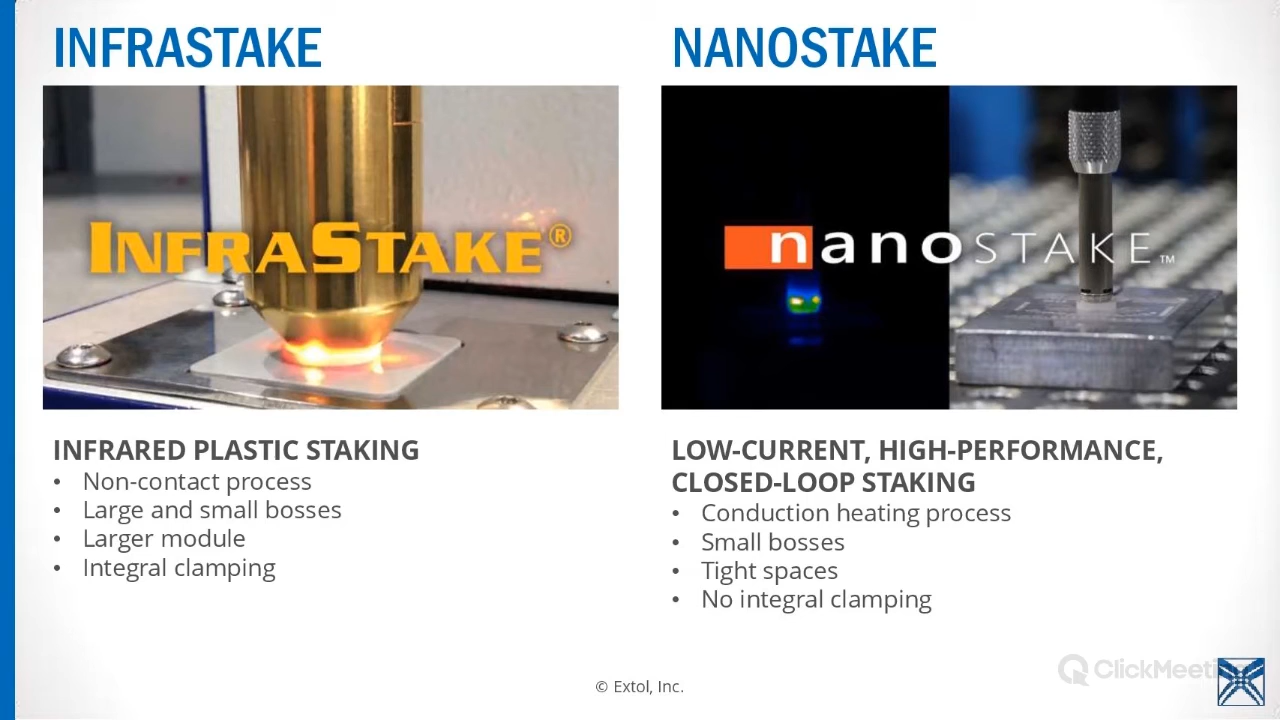 INFRASTAKE
INFRASTAKE®
INFRARED PLASTIC STAKING
• Non-contact process
• Large and small bosses
• Larger module
• Integral clamping
NANOSTAKE
nanoSTAKE™
LOW-CURRENT, HIGH-PERFORMANCE,
CLOSED-LOOP STAKING
• Conduction heating process
• Small bosses
• Tight spaces
• No integral clamping
© Extol, Inc.